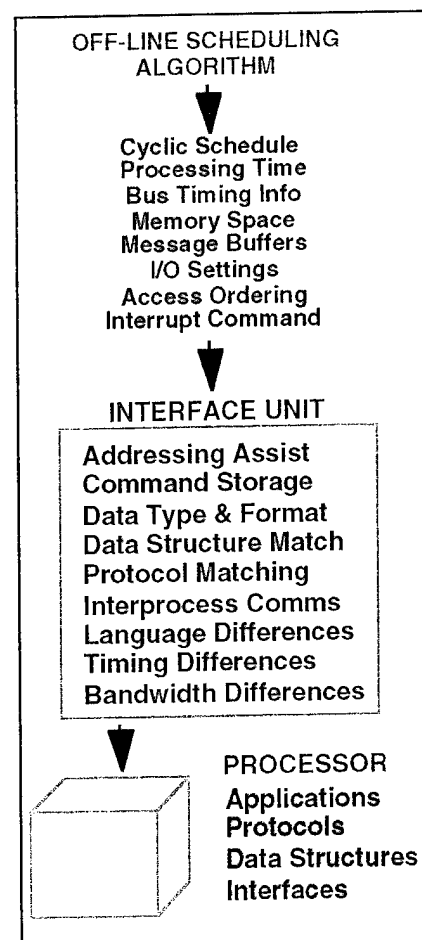 OFF-LINE SCHEDULING
ALGORITHM
Cyclic Schedule
Processing Time
Bus Timing Info
Memory Space
Message Buffers
I/O Settings
Access Ordering
Interrupt Command
INTERFACE UNIT
Addressing Assist
Command Storage
Data Type & Format
Data Structure Match
Protocol Matching
Interprocess Comms
Language Differences
Timing Differences
Bandwidth Differences
PROCESSOR
Applications
Protocols
Data Structures
Interfaces